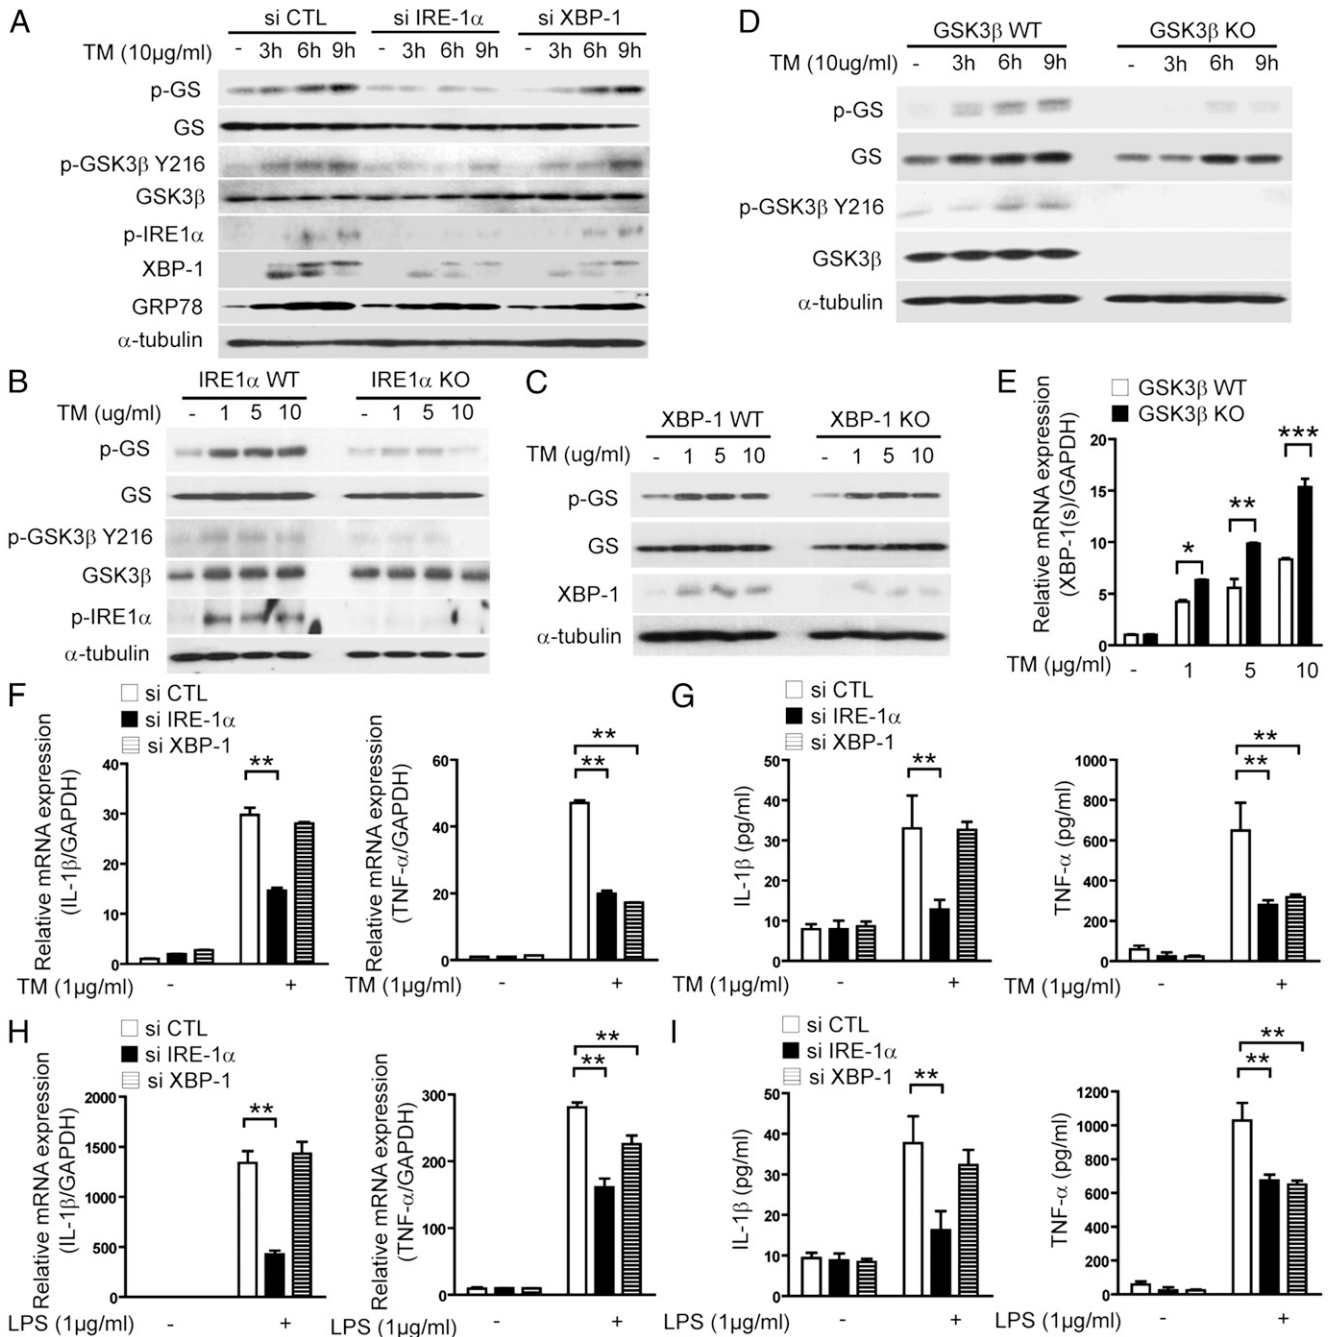 A
si CTL si IRE-1α si XBP-1
TM (10μg/ml) - 3h 6h 9h - 3h 6h 9h - 3h 6h 9h
p-GS
GS
p-GSK3β Y216
GSK3β
p-IRE1α
XBP-1
GRP78
α-tubulin
D
GSK3β WT GSK3β KO
TM (10ug/ml) - 3h 6h 9h - 3h 6h 9h
p-GS
GS
p-GSK3β Y216
GSK3β
α-tubulin
B
IRE1α WT IRE1α KO
TM (ug/ml) - 1 5 10 - 1 5 10
p-GS
GS
p-GSK3β Y216
GSK3β
p-IRE1α
α-tubulin
C
XBP-1 WT XBP-1 KO
TM (ug/ml) - 1 5 10 - 1 5 10
p-GS
GS
XBP-1
α-tubulin
E
GSK3β WT
GSK3β KO
Relative mRNA expression
(XBP-1(s)/GAPDH)
20
15
10
5
0
* ** ***
TM (μg/ml) - 1 5 10
F
si CTL
si IRE-1α
si XBP-1
Relative mRNA expression
(IL-1β/GAPDH)
40
30
20
10
0
**
TM (1μg/ml) - +
Relative mRNA expression
(TNF-α/GAPDH)
60
40
20
0
**
**
TM (1μg/ml) - +
G
si CTL
si IRE-1α
si XBP-1
IL-1β (pg/ml)
50
40
30
20
10
0
**
TM (1μg/ml) - +
TNF-α (pg/ml)
1000
800
600
400
200
0
**
**
TM (1μg/ml) - +
H
si CTL
si IRE-1α
si XBP-1
Relative mRNA expression
(IL-1β/GAPDH)
2000
1500
1000
500
0
**
LPS (1μg/ml) - +
Relative mRNA expression
(TNF-α/GAPDH)
300
200
100
0
**
**
LPS (1μg/ml) - +
I
si CTL
si IRE-1α
si XBP-1
IL-1β (pg/ml)
50
40
30
20
10
0
**
LPS (1μg/ml) - +
TNF-α (pg/ml)
1200
1000
800
600
400
200
0
**
**
LPS (1μg/ml) - +